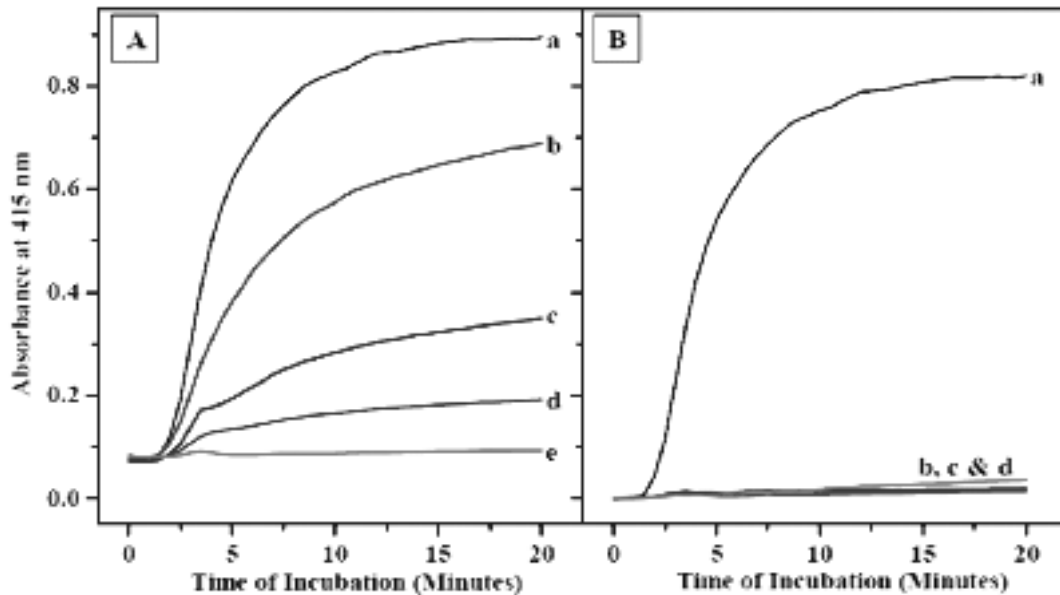 A
B
a
b
c
d
e
a
b, c & d
Absorbance at 415 nm
0.8
0.6
0.4
0.2
0.0
0 5 10 15 20
0 5 10 15 20
Time of Incubation (Minutes)
Time of Incubation (Minutes)